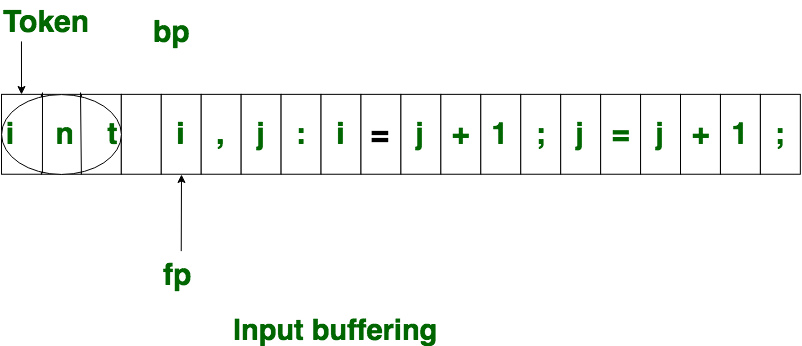 Token bp
i n t i , j : i = j + 1 ; j = j + 1 ;
fp
Input buffering